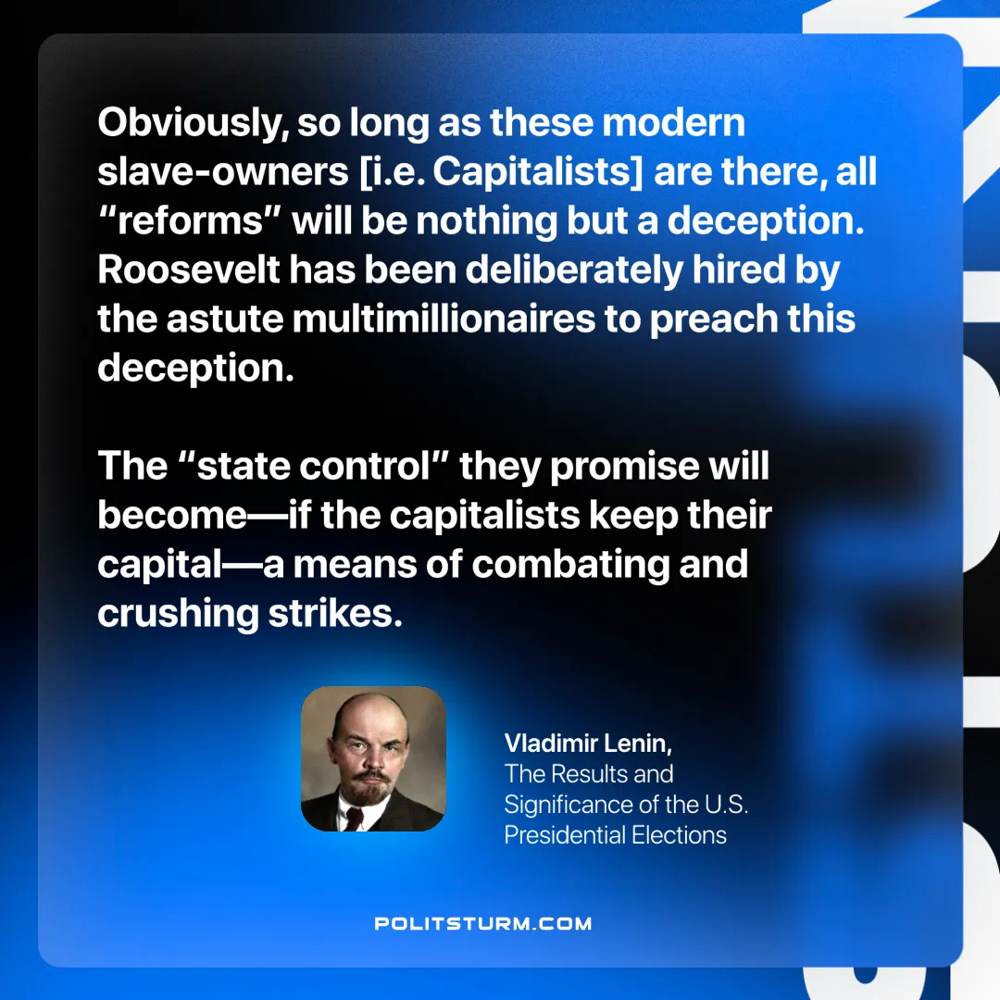 Obviously, so long as these modern
slave-owners [i.e. Capitalists] are there, all
“reforms” will be nothing but a deception.
Roosevelt has been deliberately hired by
the astute multimillionaires to preach this
deception.
The “state control” they promise will
become—if the capitalists keep their
capital—a means of combating and
crushing strikes.
Vladimir Lenin,
The Results and
Significance of the U.S.
Presidential Elections
POLITSTURM.COM